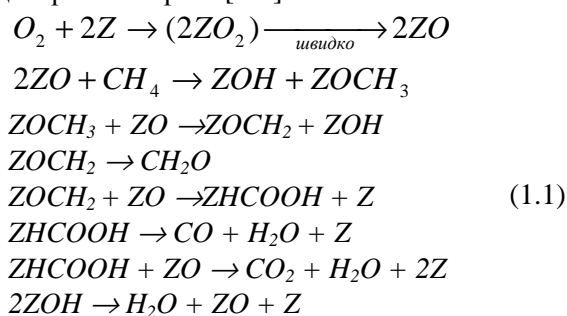 O₂ + 2Z → (2ZO₂) ⟶ 2ZO
швидко
2ZO + CH₄ → ZOH + ZOCH₃
ZOCH₃ + ZO →ZOCH₂ + ZOH
ZOCH₂ → CH₂O
ZOCH₂ + ZO →ZHCOOH + Z (1.1)
ZHCOOH → CO + H₂O + Z
ZHCOOH + ZO → CO₂ + H₂O + 2Z
2ZOH → H₂O + ZO + Z